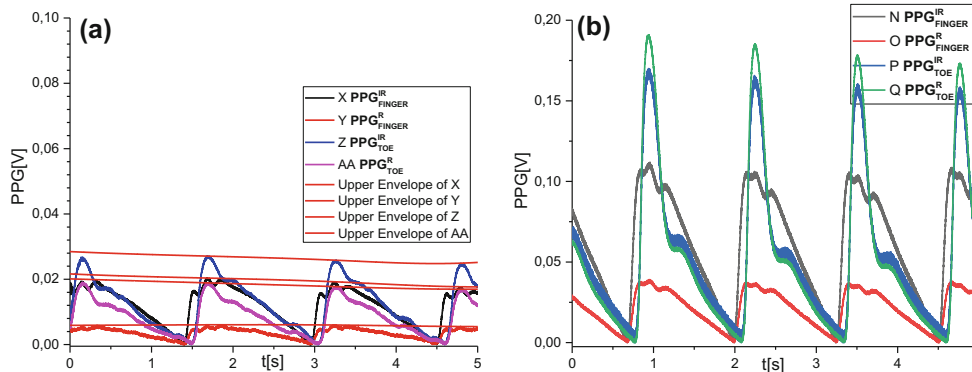 (a)
PPG[V]
0,10
0,08
0,06
0,04
0,02
0,00
X PPG^IR_FINGER
Y PPG^R_FINGER
Z PPG^IR_TOE
AA PPG^R_TOE
Upper Envelope of X
Upper Envelope of Y
Upper Envelope of Z
Upper Envelope of AA
0 1 2 3 4 5
t[s]
(b)
PPG[V]
0,20
0,15
0,10
0,05
0,00
N PPG^IR_FINGER
O PPG^R_FINGER
P PPG^IR_TOE
Q PPG^R_TOE
0 1 2 3 4
t[s]